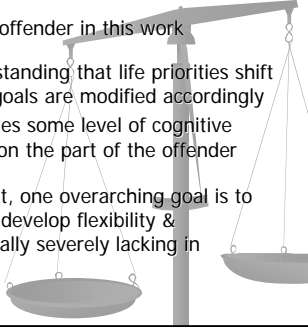 offender in this work
standing that life priorities shift
goals are modified accordingly
es some level of cognitive
on the part of the offender
t, one overarching goal is to
develop flexibility &
ally severely lacking in